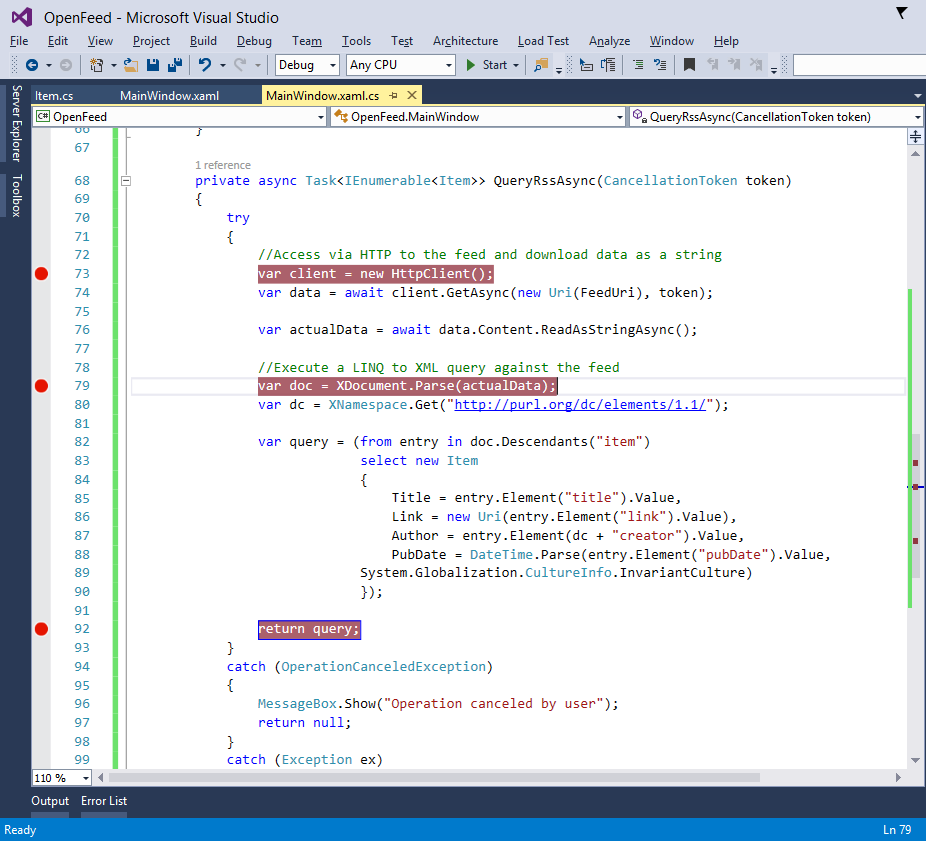 OpenFeed - Microsoft Visual Studio
File Edit View Project Build Debug Team Tools Test Architecture Load Test Analyze Window Help
Debug Any CPU Start
Server Explorer
Toolbox
Item.cs MainWindow.xaml MainWindow.xaml.cs
C# OpenFeed OpenFeed.MainWindow QueryRssAsync(CancellationToken token)
66 }
67
1 reference
68 private async Task<IEnumerable<Item>> QueryRssAsync(CancellationToken token)
69 {
70 try
71 {
72 //Access via HTTP to the feed and download data as a string
73 var client = new HttpClient();
74 var data = await client.GetAsync(new Uri(FeedUri), token);
75
76 var actualData = await data.Content.ReadAsStringAsync();
77
78 //Execute a LINQ to XML query against the feed
79 var doc = XDocument.Parse(actualData);
80 var dc = XNamespace.Get("http://purl.org/dc/elements/1.1/");
81
82 var query = (from entry in doc.Descendants("item")
83 select new Item
84 {
85 Title = entry.Element("title").Value,
86 Link = new Uri(entry.Element("link").Value),
87 Author = entry.Element(dc + "creator").Value,
88 PubDate = DateTime.Parse(entry.Element("pubDate").Value,
89 System.Globalization.CultureInfo.InvariantCulture)
90 });
91
92 return query;
93 }
94 catch (OperationCanceledException)
95 {
96 MessageBox.Show("Operation canceled by user");
97 return null;
98 }
99 catch (Exception ex)
110 %
Output Error List
Ready Ln 79